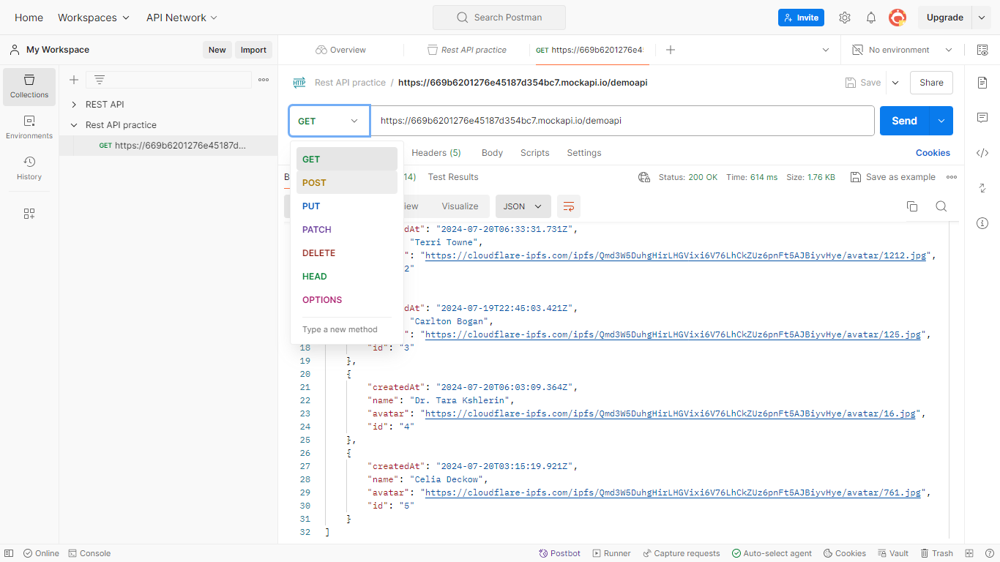 Home Workspaces API Network Search Postman Invite Upgrade
My Workspace New Import Overview Rest API practice GET https://669b6201276e45 No environment
Collections
Environments
History
REST API
Rest API practice
GET https://669b6201276e45187d...
HTTP Rest API practice / https://669b6201276e45187d354bc7.mockapi.io/demoapi Save Share
GET https://669b6201276e45187d354bc7.mockapi.io/demoapi Send
Headers (5) Body Scripts Settings Cookies
B 14) Test Results Status: 200 OK Time: 614 ms Size: 1.76 KB Save as example
iew Visualize JSON
GET
POST
PUT
PATCH
DELETE
HEAD
OPTIONS
Type a new method
dAt": "2024-07-20T06:33:31.731Z",
"Terri Towne",
": "https://cloudflare-ipfs.com/ipfs/Qmd3W5DuhgHirLHGVixi6V76LhCkZUz6pnFt5AJBiyvHye/avatar/1212.jpg",
2"
dAt": "2024-07-19T22:45:03.421Z",
"Carlton Bogan",
": "https://cloudflare-ipfs.com/ipfs/Qmd3W5DuhgHirLHGVixi6V76LhCkZUz6pnFt5AJBiyvHye/avatar/125.jpg",
18 "id": "3"
19 },
20 {
21 "createdAt": "2024-07-20T06:03:09.364Z",
22 "name": "Dr. Tara Kshlerin",
23 "avatar": "https://cloudflare-ipfs.com/ipfs/Qmd3W5DuhgHirLHGVixi6V76LhCkZUz6pnFt5AJBiyvHye/avatar/16.jpg",
24 "id": "4"
25 },
26 {
27 "createdAt": "2024-07-20T03:15:19.921Z",
28 "name": "Celia Deckow",
29 "avatar": "https://cloudflare-ipfs.com/ipfs/Qmd3W5DuhgHirLHGVixi6V76LhCkZUz6pnFt5AJBiyvHye/avatar/761.jpg",
30 "id": "5"
31 }
32 ]
Online Console Postbot Runner Capture requests Auto-select agent Cookies Vault Trash